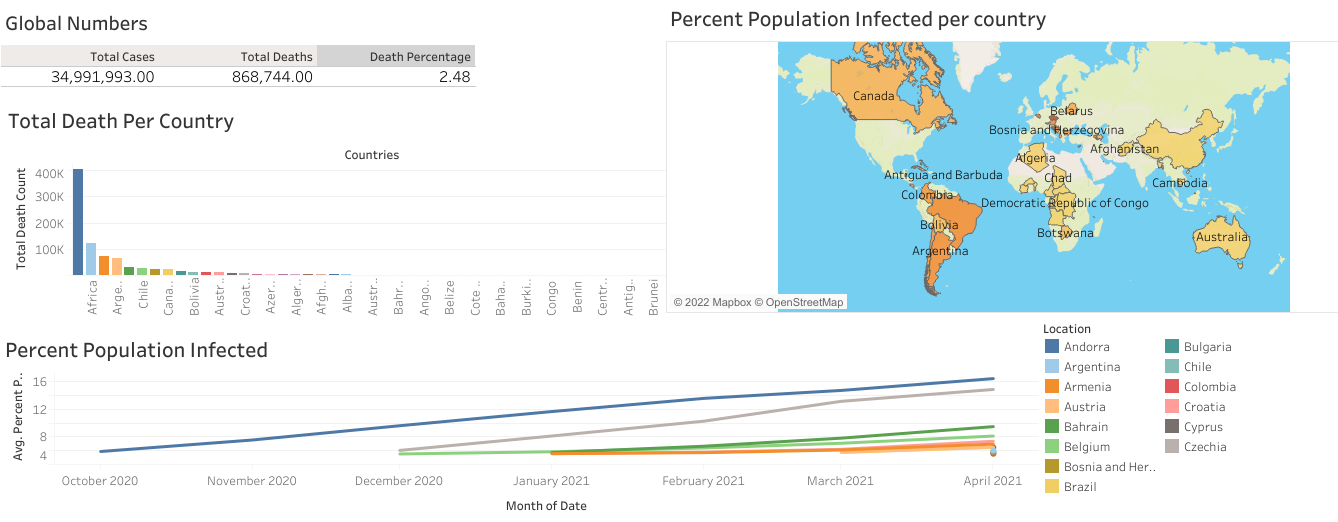 Global Numbers
Total Cases Total Deaths Death Percentage
34,991,993.00 868,744.00 2.48
Total Death Per Country
Countries
Total Death Count
400K
300K
200K
100K
Africa
Arge..
Chile
Cana..
Bolivia
Austr..
Croat..
Azer..
Alger..
Afgh..
Alba..
Austr..
Bahr..
Ango..
Belize
Cote ..
Baha..
Burki..
Congo
Benin
Centr..
Antig..
Brunei
Percent Population Infected per country
Canada
Belarus
Bosnia and Herzegovina
Afghanistan
Algeria
Antigua and Barbuda
Chad
Cambodia
Colombia
Democratic Republic of Congo
Bolivia
Botswana
Australia
Argentina
© 2022 Mapbox © OpenStreetMap
Percent Population Infected
Avg. Percent P..
16
12
8
4
October 2020
November 2020
December 2020
January 2021
February 2021
March 2021
April 2021
Month of Date
Location
Andorra
Argentina
Armenia
Austria
Bahrain
Belgium
Bosnia and Her..
Brazil
Bulgaria
Chile
Colombia
Croatia
Cyprus
Czechia